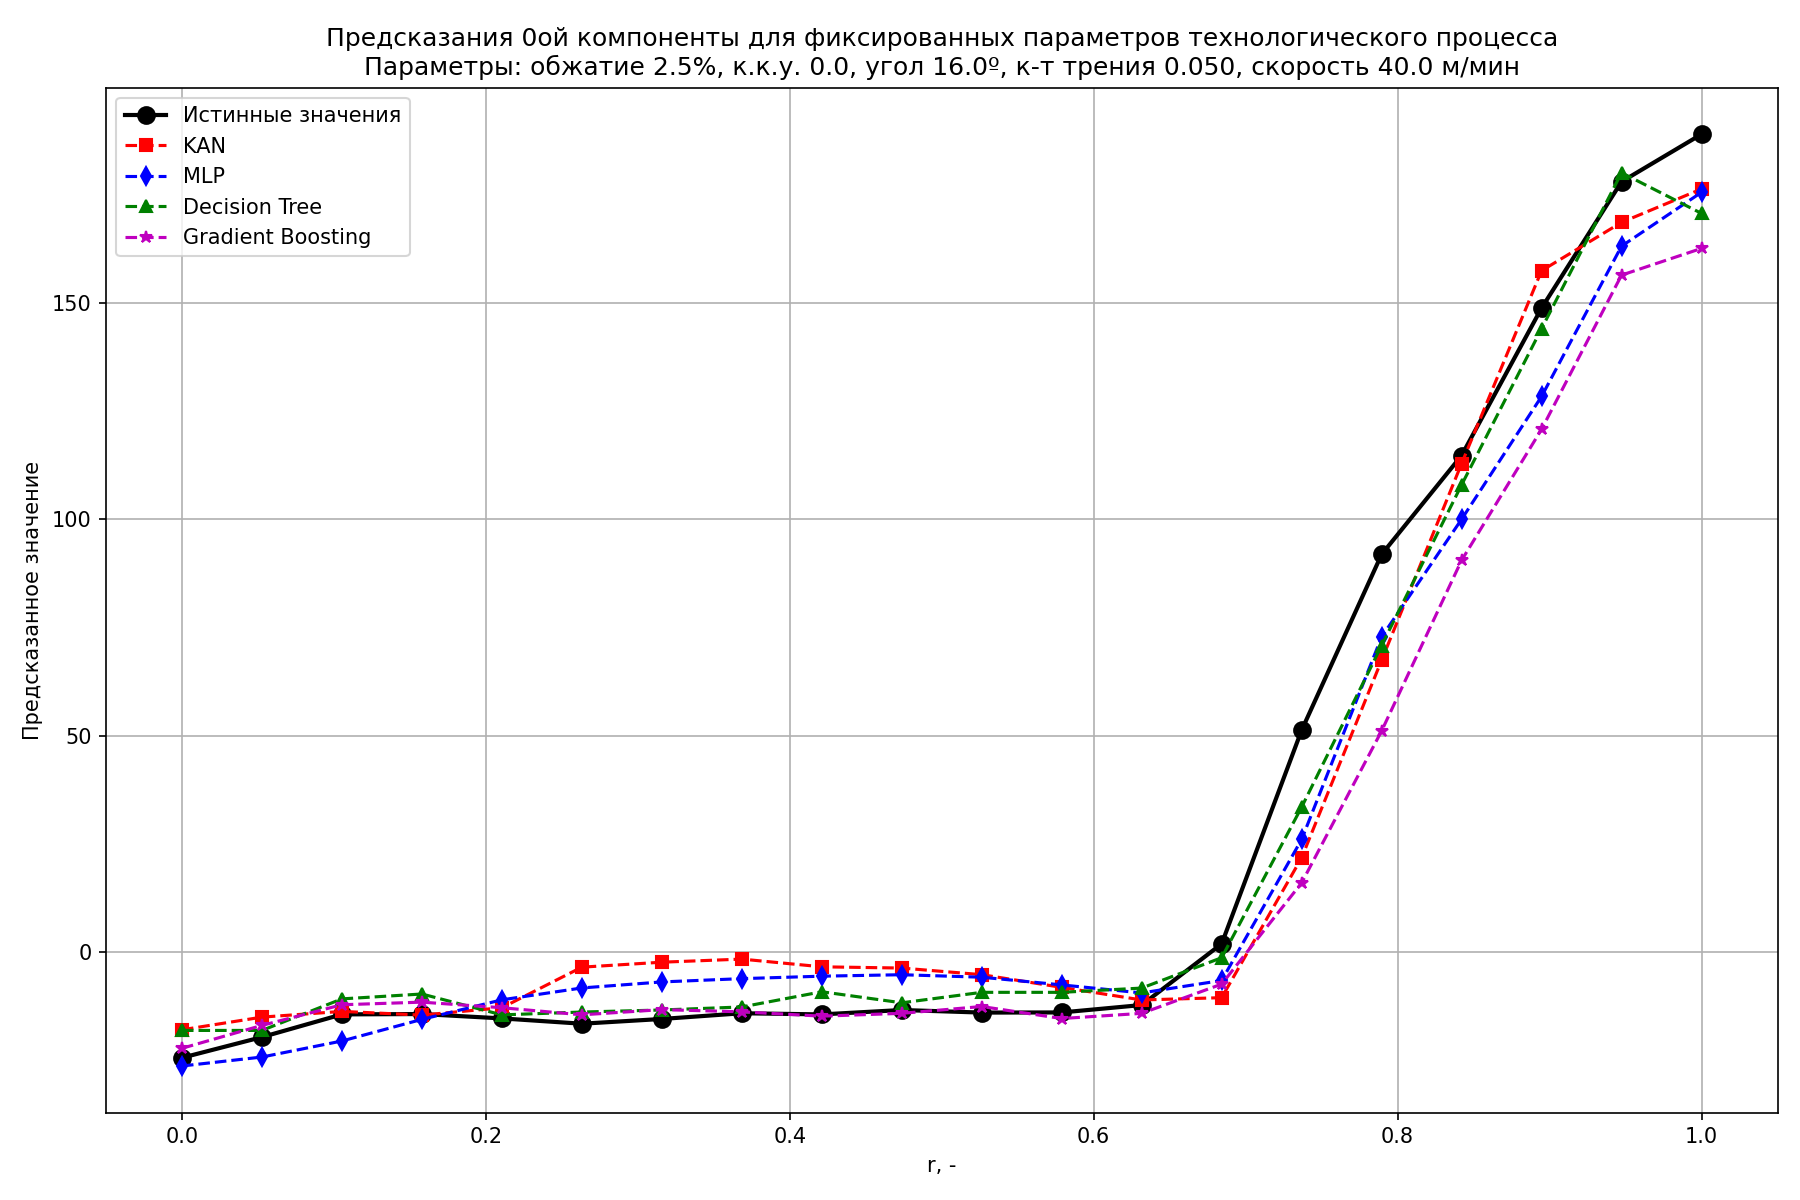 Предсказания 0ой компоненты для фиксированных параметров технологического процесса
Параметры: обжатие 2.5%, к.к.у. 0.0, угол 16.0º, к-т трения 0.050, скорость 40.0 м/мин
Истинные значения
KAN
MLP
Decision Tree
Gradient Boosting
Предсказанное значение
150
100
50
0
0.0 0.2 0.4 0.6 0.8 1.0
r, -